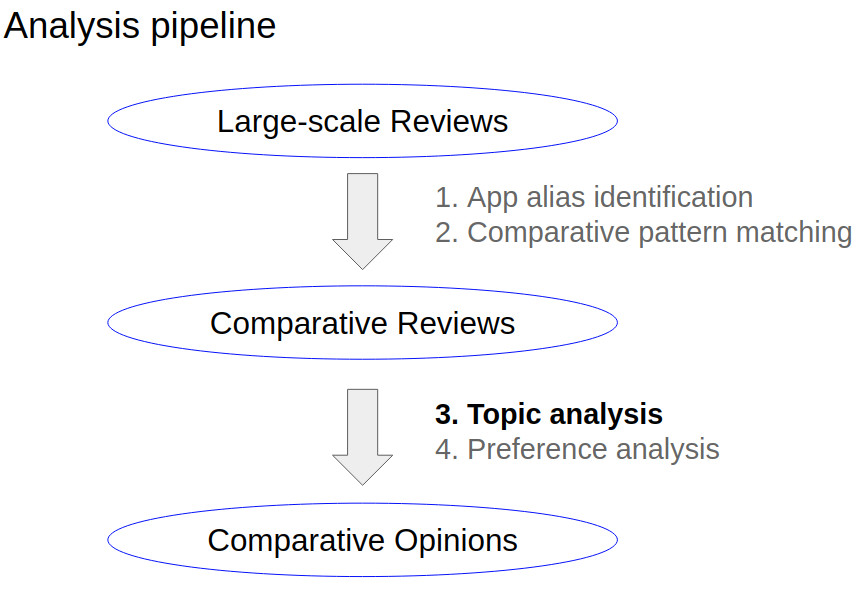 Analysis pipeline
Large-scale Reviews
1. App alias identification
2. Comparative pattern matching
Comparative Reviews
3. Topic analysis
4. Preference analysis
Comparative Opinions